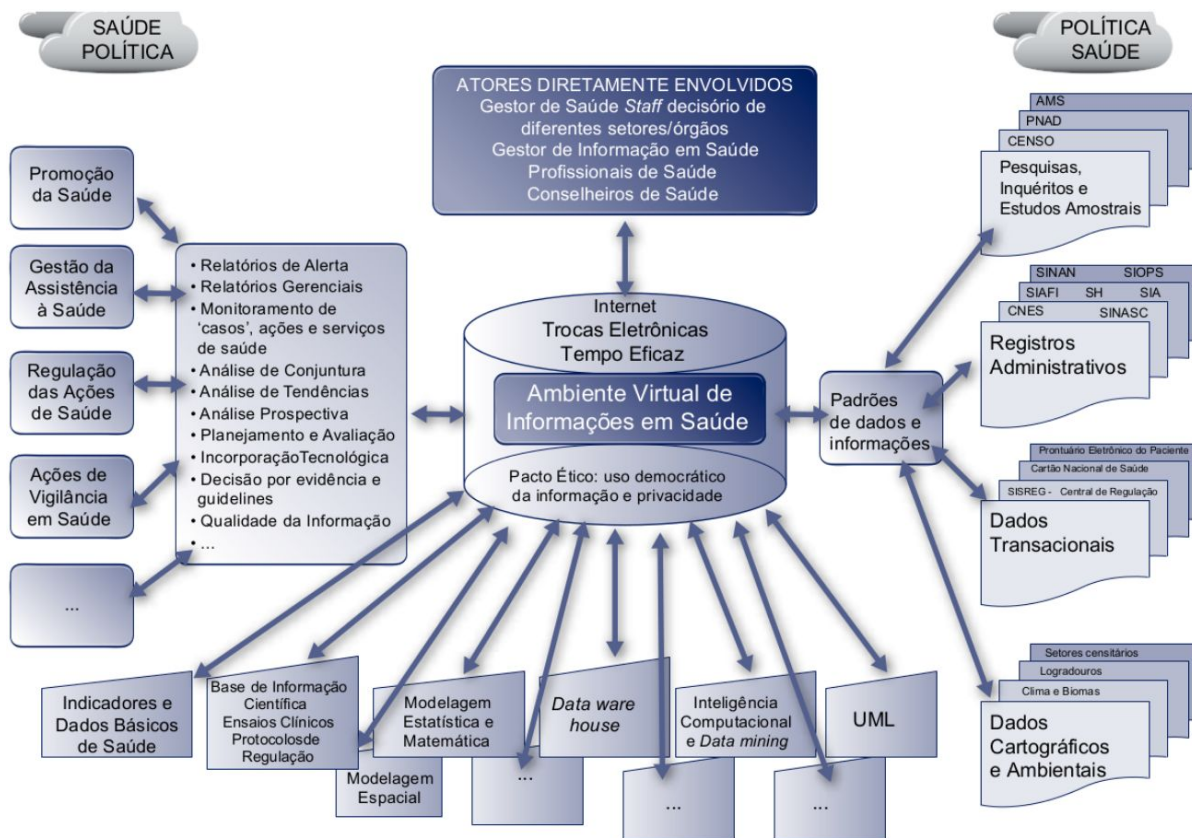 SAÚDE
POLÍTICA
POLÍTICA
SAÚDE
ATORES DIRETAMENTE ENVOLVIDOS
Gestor de Saúde Staff decisório de
diferentes setores/órgãos
Gestor de Informação em Saúde
Profissionais de Saúde
Conselheiros de Saúde
Promoção
da Saúde
Gestão da
Assistência
à Saúde
Regulação
das Ações
de Saúde
Ações de
Vigilância
em Saúde
...
• Relatórios de Alerta
• Relatórios Gerenciais
• Monitoramento de
‘casos’, ações e serviços
de saúde
• Análise de Conjuntura
• Análise de Tendências
• Análise Prospectiva
• Planejamento e Avaliação
• IncorporaçãoTecnológica
• Decisão por evidência e
guidelines
• Qualidade da Informação
• ...
Internet
Trocas Eletrônicas
Tempo Eficaz
Ambiente Virtual de
Informações em Saúde
Pacto Ético: uso democrático
da informação e privacidade
Padrões
de dados e
informações
AMS
PNAD
CENSO
Pesquisas,
Inquéritos e
Estudos Amostrais
SINAN SIOPS
SIAFI SH SIA
CNES SINASC
Registros
Administrativos
Prontuário Eletrônico do Paciente
Cartão Nacional de Saúde
SISREG - Central de Regulação
Dados
Transacionais
Setores censitários
Logradouros
Clima e Biomas
Dados
Cartográficos
e Ambientais
Indicadores e
Dados Básicos
de Saúde
Base de Informação
Científica
Ensaios Clínicos
Protocolosde
Regulação
Modelagem
Espacial
Modelagem
Estatística e
Matemática
...
Data ware
house
...
Inteligência
Computacional
e Data mining
...
UML